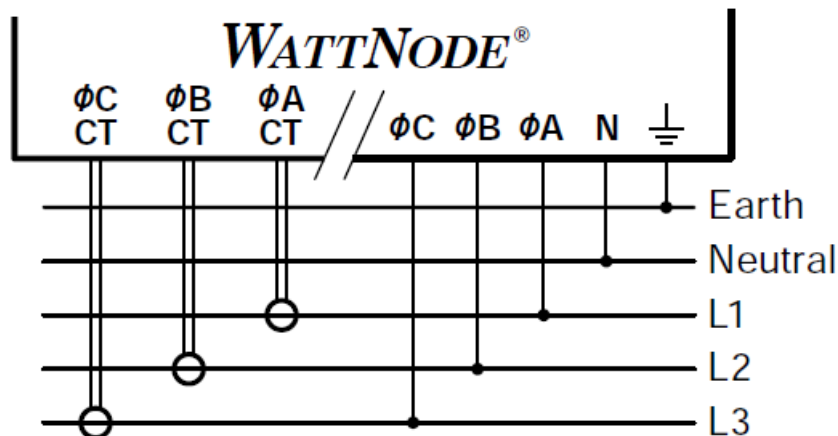 WATTNODE®
ΦC ΦB ΦA
CT CT CT
ΦC ΦB ΦA N
Earth
Neutral
L1
L2
L3